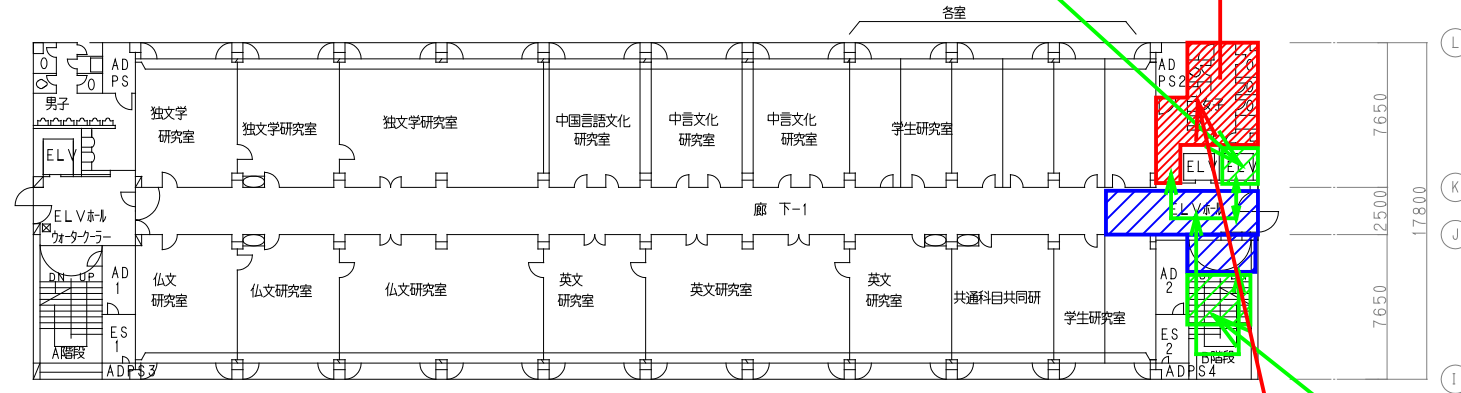 各室
L
O
O
AD
PS
男子
ELV
独文学
研究室
独文学研究室
独文学研究室
中国言語文化
研究室
中言文化
研究室
中言文化
研究室
学生研究室
AD
PS2
女子
O
O
O
O
ELV
ELV
7650
K
ELVホール
ウォータークーラー
廊 下-1
ELVホール
2500
17800
J
DN
UP
AD
1
仏文
研究室
仏文研究室
仏文研究室
英文
研究室
英文研究室
英文
研究室
共通科目共同研
学生研究室
AD
2
7650
ES
1
A階段
ADPS3
ES
2
B階段
ADPS4
I